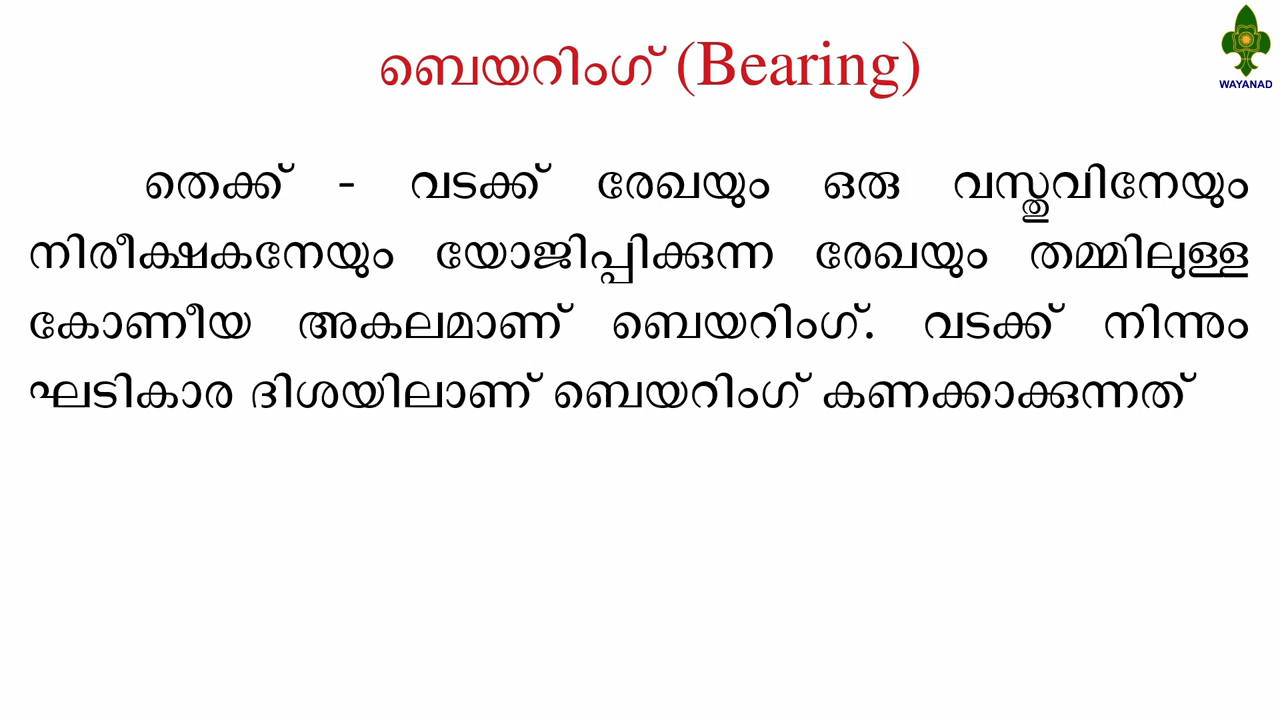 ബെയറിംഗ് (Bearing)
WAYANAD
തെക്ക് - വടക്ക് രേഖയും ഒരു വസ്തുവിനേയും
നിരീക്ഷകനേയും യോജിപ്പിക്കുന്ന രേഖയും തമ്മിലുള്ള
കോണീയ അകലമാണ് ബെയറിംഗ്. വടക്ക് നിന്നും
ഘടികാര ദിശയിലാണ് ബെയറിംഗ് കണക്കാക്കുന്നത്